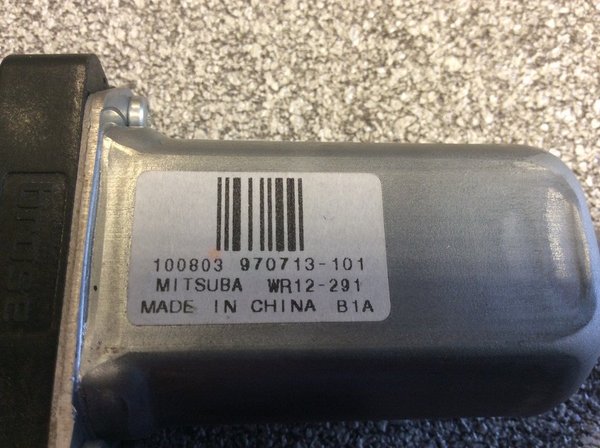 100803 970713-101
MITSUBA WR12-291
MADE IN CHINA B1A